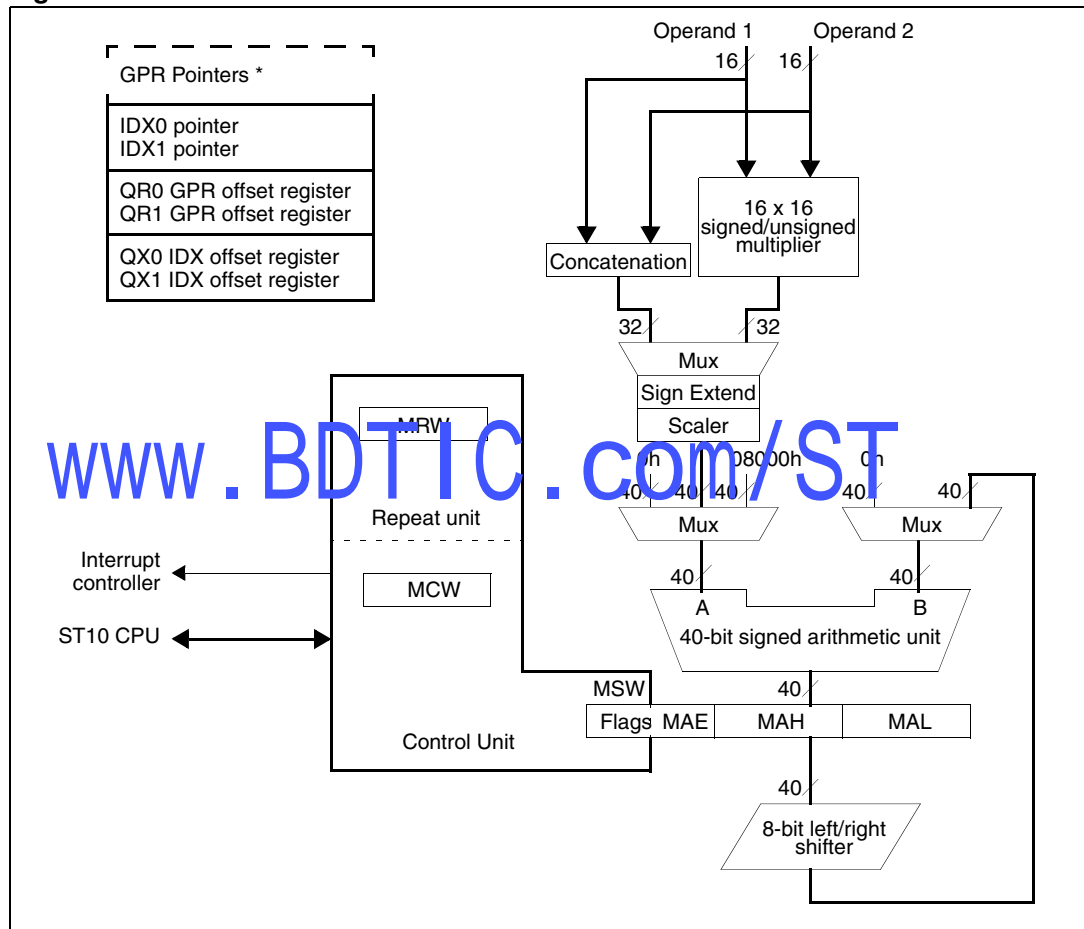 Operand 1
Operand 2
16
16
GPR Pointers *
IDX0 pointer
IDX1 pointer
QR0 GPR offset register
QR1 GPR offset register
QX0 IDX offset register
QX1 IDX offset register
16 x 16
signed/unsigned
multiplier
Concatenation
32
32
Mux
Sign Extend
Scaler
MRW
www.BDTIC.com/ST
0h
08000h
0h
40
40
40
40
40
Repeat unit
Mux
Mux
Interrupt
controller
MCW
40
40
A
B
ST10 CPU
40-bit signed arithmetic unit
MSW
40
Flags
MAE
MAH
MAL
Control Unit
40
8-bit left/right
shifter